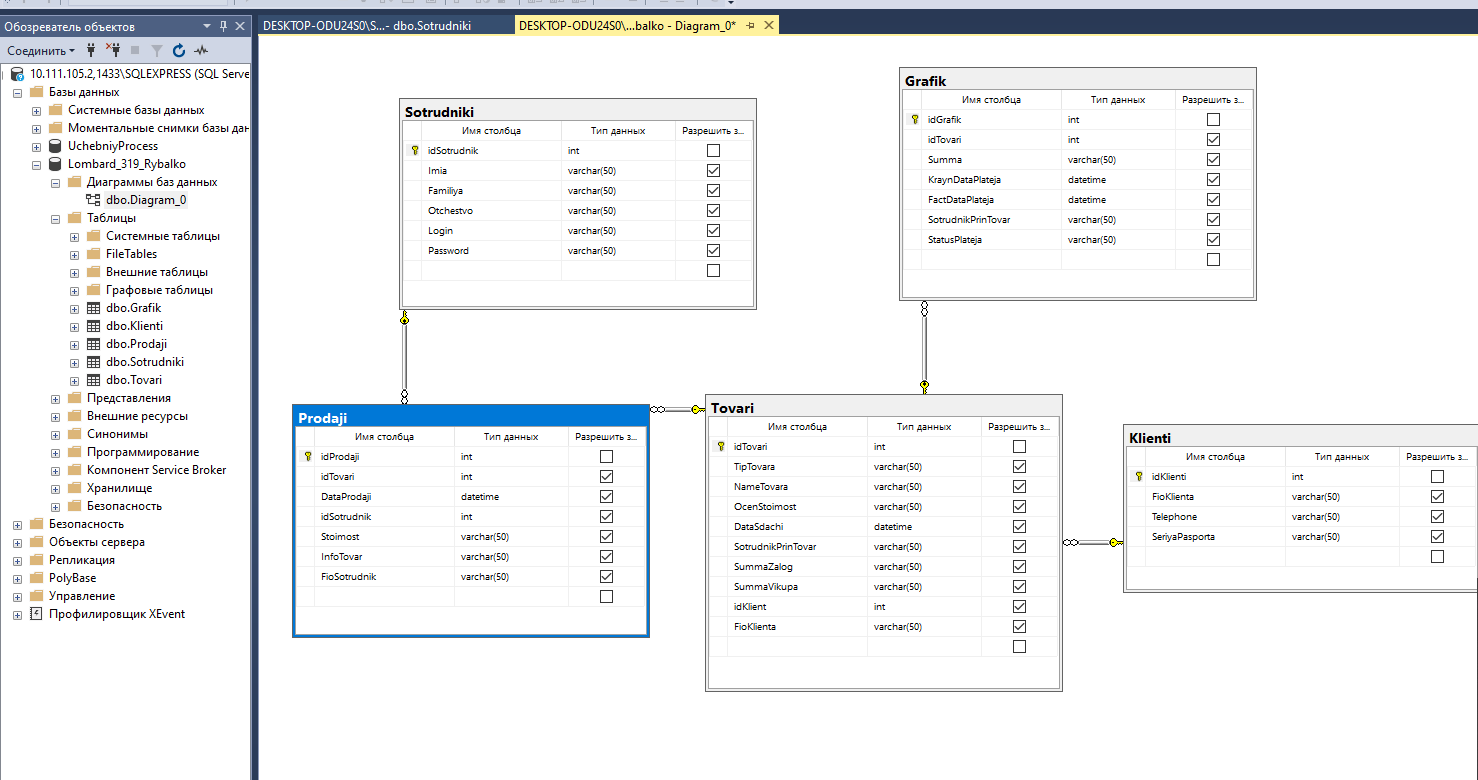 DESKTOP-ODU24S0\S...- dbo.Sotrudniki
DESKTOP-ODU24S0\...balko - Diagram_0*
Обозреватель объектов
Соединить
10.111.105.2,1433\SQLEXPRESS (SQL Serve
Базы данных
Системные базы данных
Моментальные снимки базы дан
UchebniyProcess
Lombard_319_Rybalko
Диаграммы баз данных
dbo.Diagram_0
Таблицы
Системные таблицы
FileTables
Внешние таблицы
Графовые таблицы
dbo.Grafik
dbo.Klienti
dbo.Prodaji
dbo.Sotrudniki
dbo.Tovari
Представления
Внешние ресурсы
Синонимы
Программирование
Компонент Service Broker
Хранилище
Безопасность
Безопасность
Объекты сервера
Репликация
PolyBase
Управление
Профилировщик XEvent
Sotrudniki
Имя столбца Тип данных Разрешить з...
idSotrudnik int
Imia varchar(50)
Familiya varchar(50)
Otchestvo varchar(50)
Login varchar(50)
Password varchar(50)
Grafik
Имя столбца Тип данных Разрешить з...
idGrafik int
idTovari int
Summa varchar(50)
KraynDataPlateja datetime
FactDataPlateja datetime
SotrudnikPrinTovar varchar(50)
StatusPlateja varchar(50)
Prodaji
Имя столбца Тип данных Разрешить з...
idProdaji int
idTovari int
DataProdaji datetime
idSotrudnik int
Stoimost varchar(50)
InfoTovar varchar(50)
FioSotrudnik varchar(50)
Tovari
Имя столбца Тип данных Разрешить з...
idTovari int
TipTovara varchar(50)
NameTovara varchar(50)
OcenStoimost varchar(50)
DataSdachi datetime
SotrudnikPrinTovar varchar(50)
SummaZalog varchar(50)
SummaVikupa varchar(50)
idKlient int
FioKlienta varchar(50)
Klienti
Имя столбца Тип данных Разрешить з...
idKlienti int
FioKlienta varchar(50)
Telephone varchar(50)
SeriyaPasporta varchar(50)